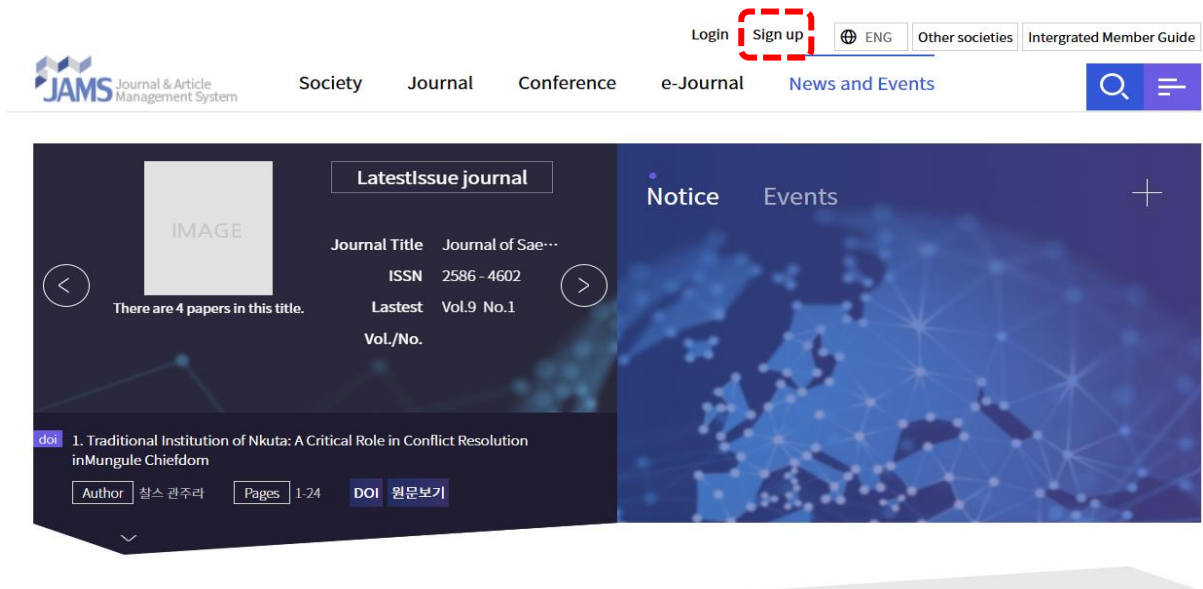 Login Sign up ENG Other societies Intergrated Member Guide
JAMS Journal & Article
Management System
Society Journal Conference e-Journal News and Events
IMAGE
There are 4 papers in this title.
LatestIssue journal
Journal Title Journal of Sae…
ISSN 2586 - 4602
Lastest Vol.9 No.1
Vol./No.
Notice Events
doi 1. Traditional Institution of Nkuta: A Critical Role in Conflict Resolution
inMungule Chiefdom
Author 찰스 관주라 Pages 1-24 DOI 원문보기